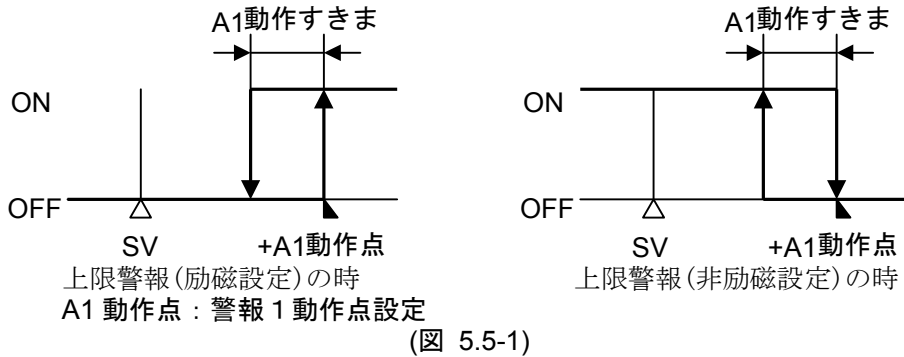 A1動作すきま A1動作すきま
ON ON
OFF OFF
SV +A1動作点 SV +A1動作点
上限警報(励磁設定)の時 上限警報(非励磁設定)の時
A1 動作点：警報１動作点設定
(図 5.5-1)